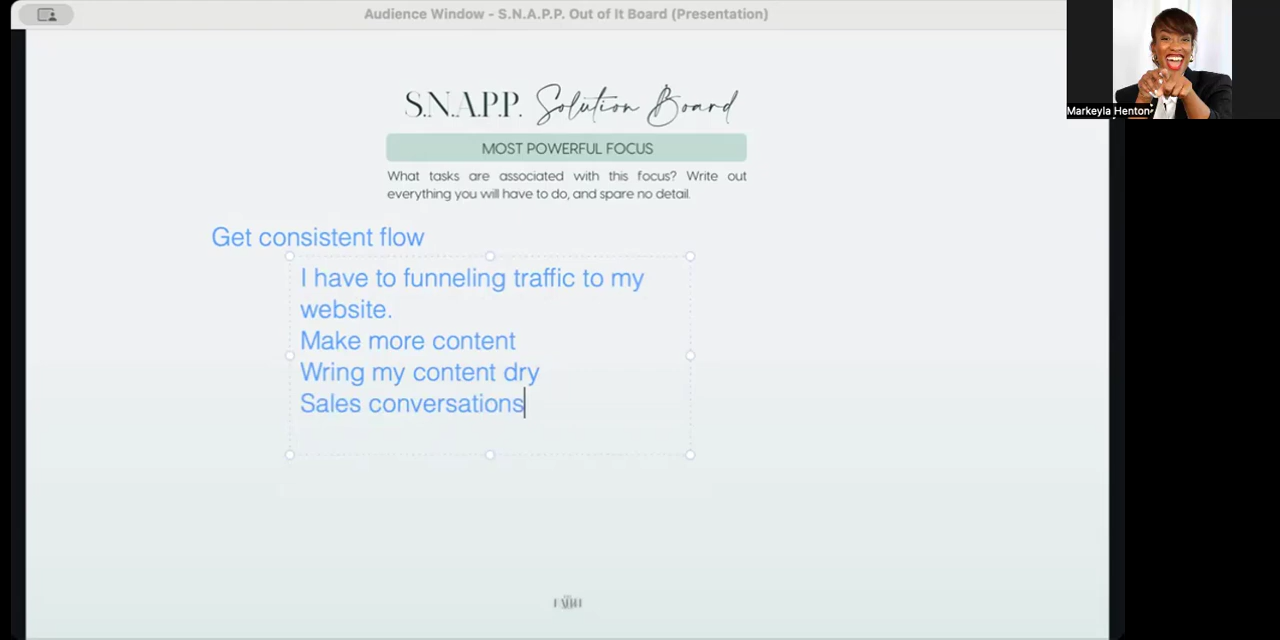 Audience Window - S.N.A.P.P. Out of It Board (Presentation)
S.N.A.P.P. Solution Board
MOST POWERFUL FOCUS
What tasks are associated with this focus? Write out
everything you will have to do, and spare no detail.
Get consistent flow
I have to funneling traffic to my
website.
Make more content
Wring my content dry
Sales conversations
Markeyla Henton